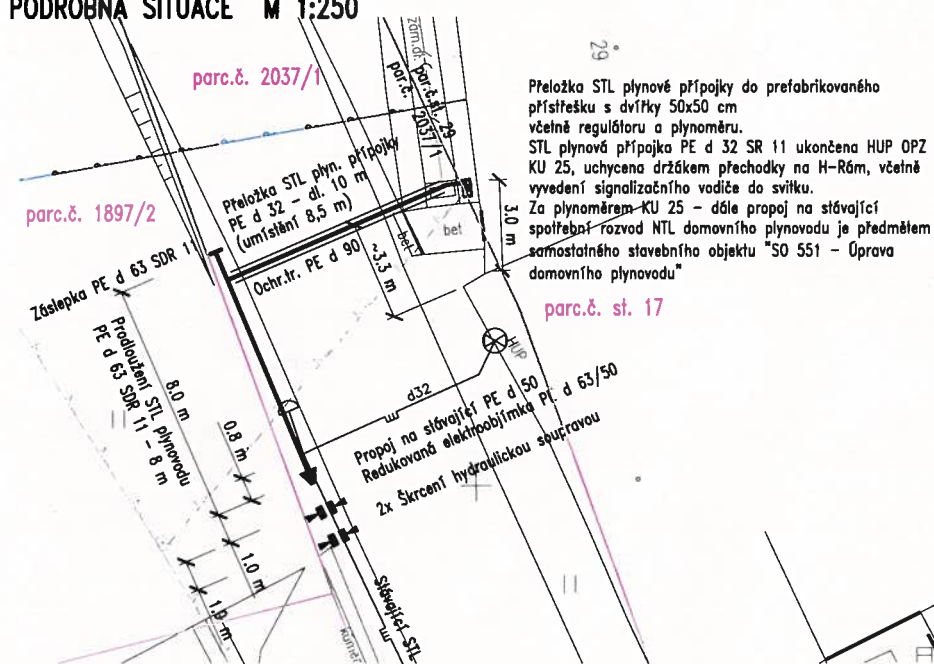 PODROBNÁ SITUACE M 1:250
parc.č. 2037/1
zám.dl.
parc.č.
parc.č.st. 29
2037/1
29
Přeložka STL plynové přípojky do prefabrikovaného
přístřešku s dvířky 50x50 cm
včetně regulátoru a plynoměru.
STL plynová přípojka PE d 32 SR 11 ukončena HUP OPZ
KU 25, uchycena držákem přechodky na H-Rám, včetně
vyvedení signalizačního vodiče do svitku.
Za plynoměrem KU 25 - dále propoj na stávající
spotřební rozvod NTL domovního plynovodu je předmětem
samostatného stavebního objektu "SO 551 - Úprava
domovního plynovodu"
parc.č. 1897/2
Přeložka STL plyn. přípojky
PE d 32 - dl. 10 m
(umístění 8,5 m)
Ochr.tr. PE d 90
bet
bet
3.0 m
~3.3 m
Záslepka PE d 63 SDR 11
parc.č. st. 17
HUP
d32
Prodloužení STL plynovodu
PE d 63 SDR 11 - 8 m
8.0 m
0.8 m
Propoj na stávající PE d 50
Redukovaná elektroobjímka PE d 63/50
2x Škrcení hydraulickou soupravou
1.0 m
1.0 m
Stávající STL